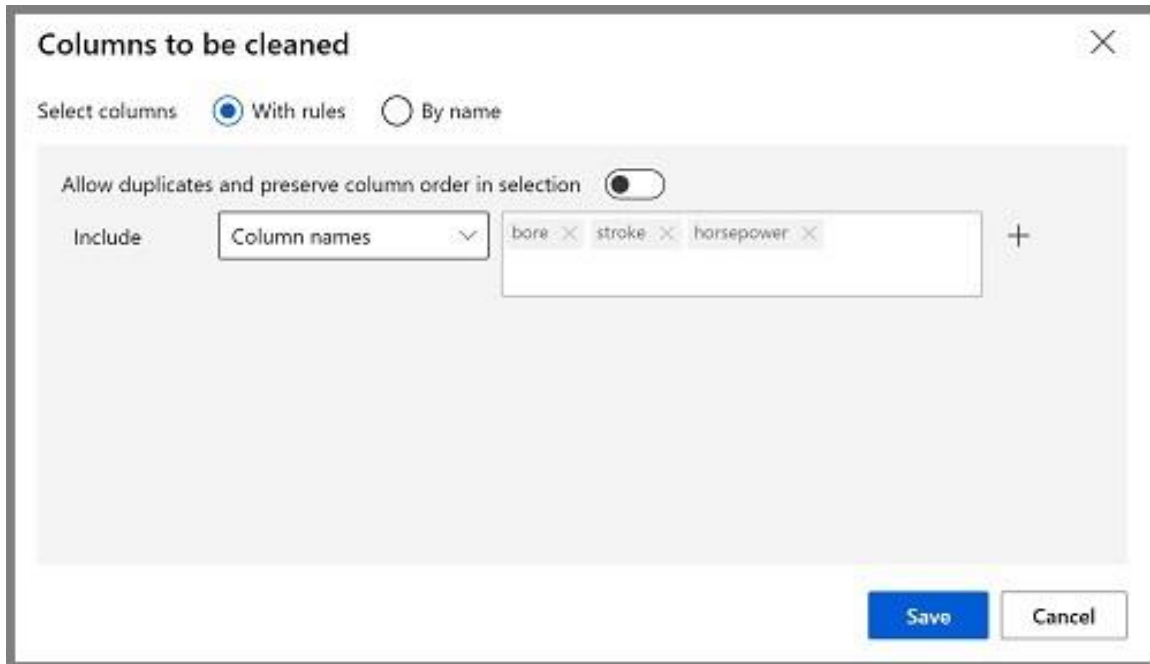 Columns to be cleaned
Select columns With rules By name
Allow duplicates and preserve column order in selection
Include Column names bore stroke horsepower
Save Cancel